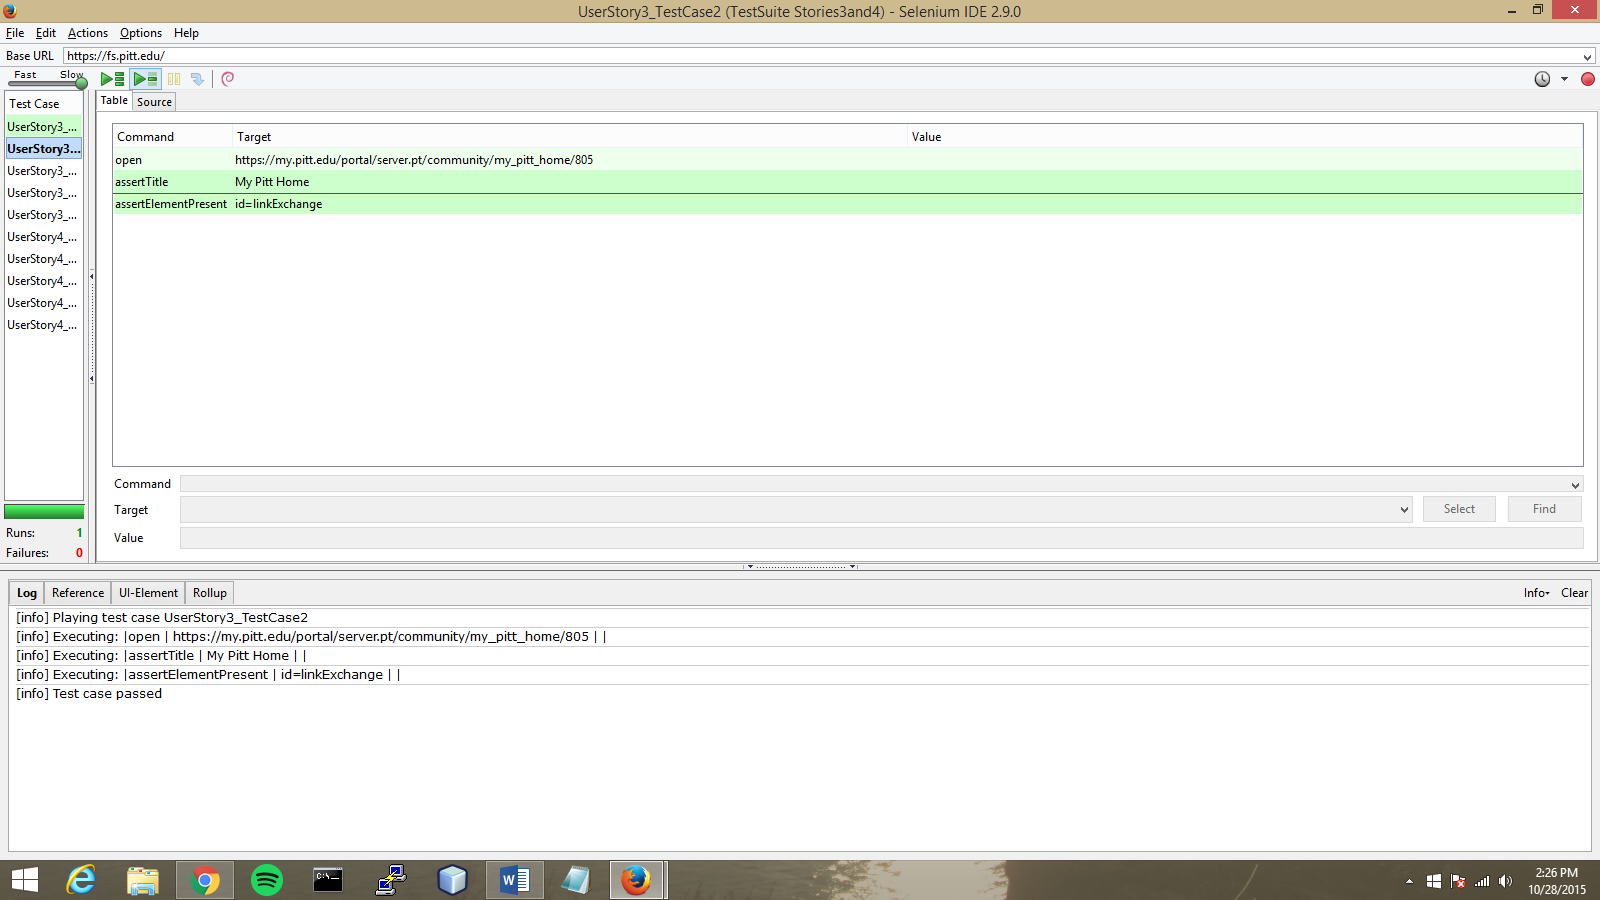 UserStory3_TestCase2 (TestSuite Stories3and4) - Selenium IDE 2.9.0
File Edit Actions Options Help
Base URL https://fs.pitt.edu/
Fast Slow
Test Case
UserStory3_...
UserStory3...
UserStory3_...
UserStory3_...
UserStory3_...
UserStory4_...
UserStory4_...
UserStory4_...
UserStory4_...
UserStory4_...
Runs: 1
Failures: 0
Table Source
Command Target Value
open https://my.pitt.edu/portal/server.pt/community/my_pitt_home/805
assertTitle My Pitt Home
assertElementPresent id=linkExchange
Command
Target Select Find
Value
Log Reference UI-Element Rollup Info Clear
[info] Playing test case UserStory3_TestCase2
[info] Executing: |open | https://my.pitt.edu/portal/server.pt/community/my_pitt_home/805 | |
[info] Executing: |assertTitle | My Pitt Home | |
[info] Executing: |assertElementPresent | id=linkExchange | |
[info] Test case passed
2:26 PM
10/28/2015